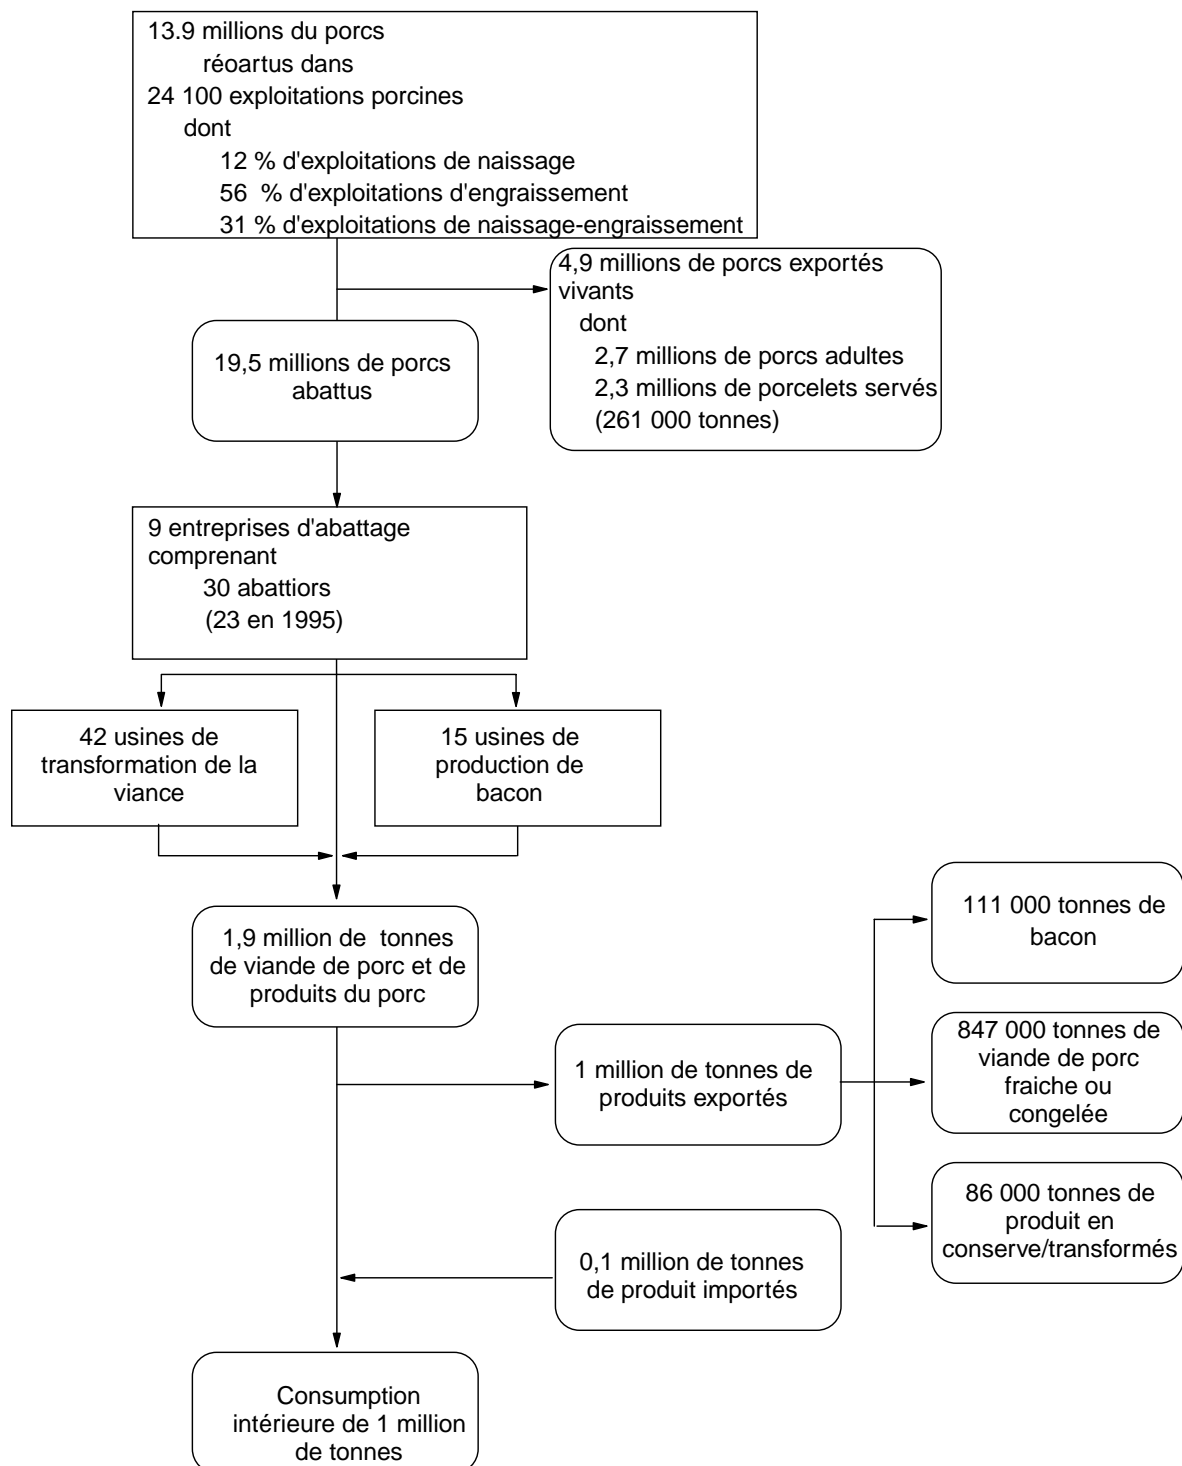 13.9 millions du porcs
réoartus dans
24 100 exploitations porcines
dont
12 % d'exploitations de naissage
56 % d'exploitations d'engraissement
31 % d'exploitations de naissage-engraissement
4,9 millions de porcs exportés
vivants
dont
2,7 millions de porcs adultes
2,3 millions de porcelets servés
(261 000 tonnes)
19,5 millions de porcs
abattus
9 entreprises d'abattage
comprenant
30 abattiors
(23 en 1995)
42 usines de
transformation de la
viance
15 usines de
production de
bacon
1,9 million de tonnes
de viande de porc et de
produits du porc
111 000 tonnes de
bacon
1 million de tonnes de
produits exportés
847 000 tonnes de
viande de porc
fraiche ou
congelée
86 000 tonnes de
produit en
conserve/transformés
0,1 million de tonnes
de produit importés
Consumption
intérieure de 1 million
de tonnes